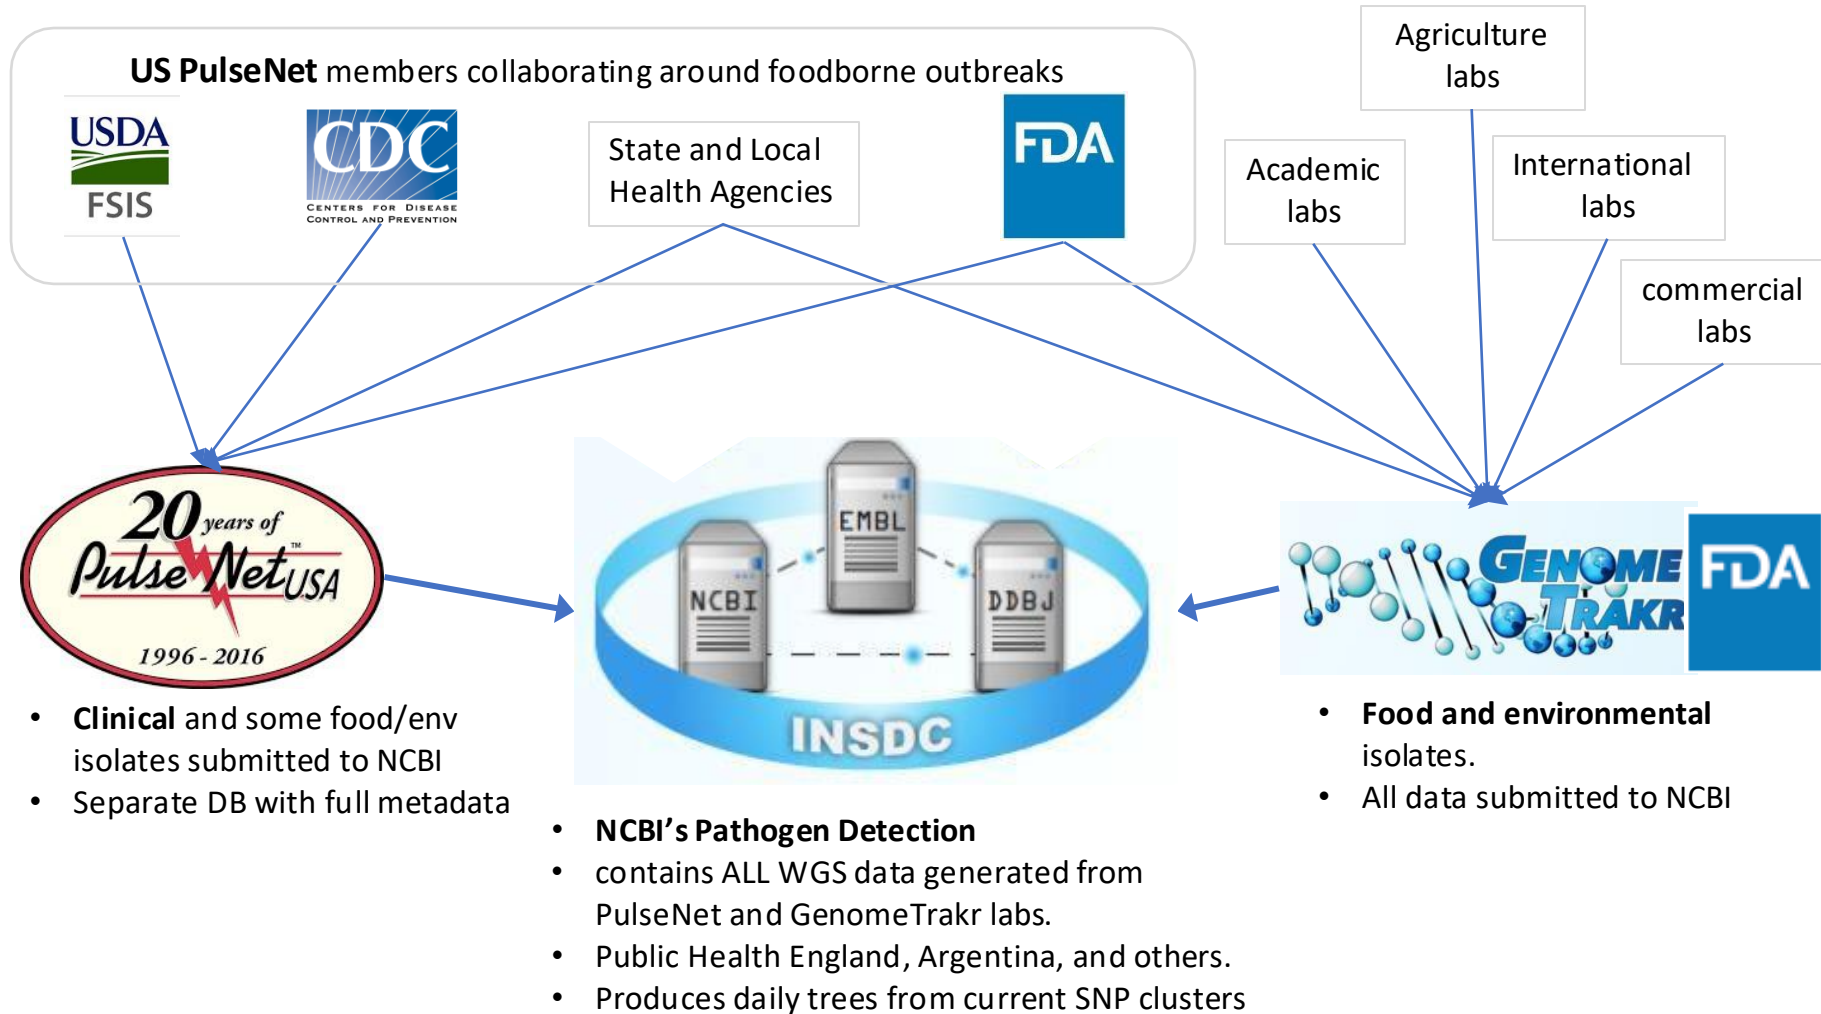 US PulseNet members collaborating around foodborne outbreaks
USDA
FSIS
CDC
CENTERS FOR DISEASE
CONTROL AND PREVENTION
State and Local
Health Agencies
FDA
Academic
labs
Agriculture
labs
International
labs
commercial
labs
20 years of
PulseNet™ USA
1996 - 2016
EMBL
NCBI
DDBJ
INSDC
GENOME
TRAKR
FDA
• Clinical and some food/env
isolates submitted to NCBI
• Separate DB with full metadata
• NCBI’s Pathogen Detection
• contains ALL WGS data generated from
PulseNet and GenomeTrakr labs.
• Public Health England, Argentina, and others.
• Produces daily trees from current SNP clusters
• Food and environmental
isolates.
• All data submitted to NCBI